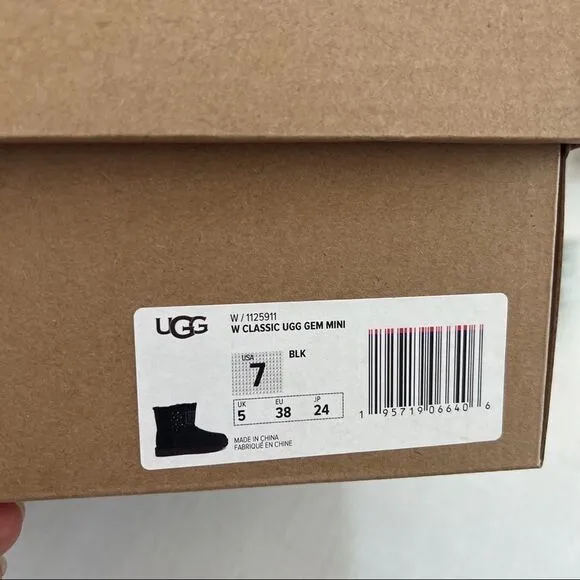 UGG
W / 1125911
W CLASSIC UGG GEM MINI
USA
7
BLK
UK EU JP
5 38 24
MADE IN CHINA
FABRIQUÉ EN CHINE
1 95719 06640 6